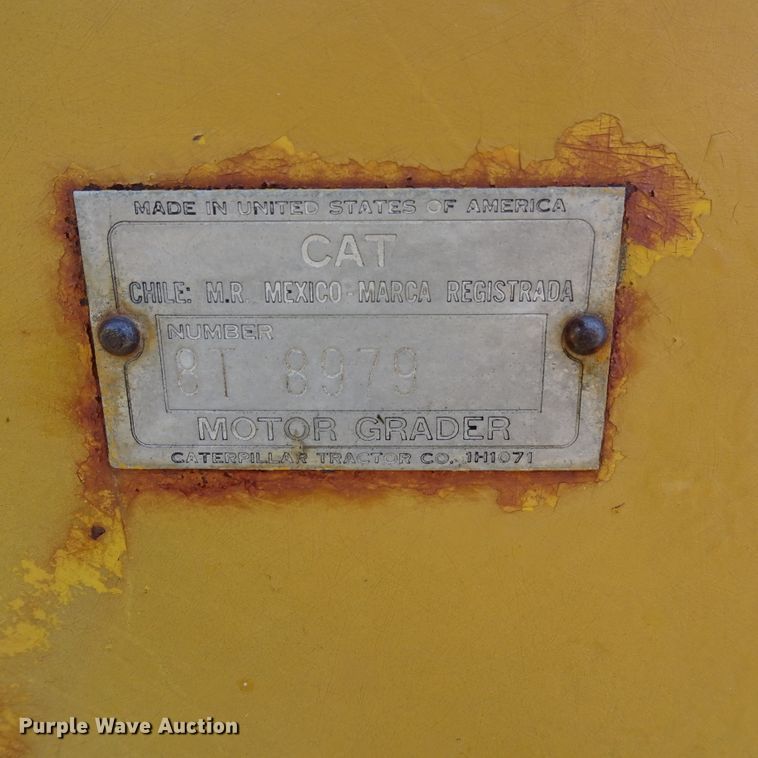 MADE IN UNITED STATES OF AMERICA
CAT
CHILE: M.R. MEXICO-MARCA REGISTRADA
NUMBER
8T 8979
MOTOR GRADER
CATERPILLAR TRACTOR CO. 1H1071
Purple Wave Auction